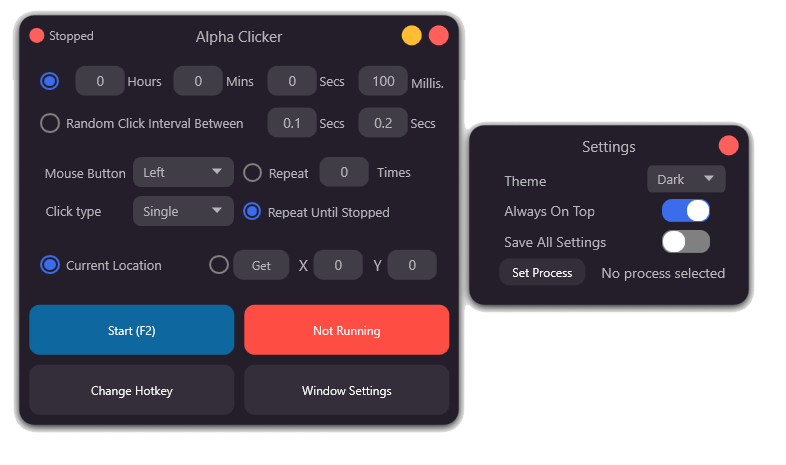 Stopped
Alpha Clicker
0 Hours 0 Mins 0 Secs 100 Millis.
Random Click Interval Between 0.1 Secs 0.2 Secs
Mouse Button Left Repeat 0 Times
Click type Single Repeat Until Stopped
Current Location Get X 0 Y 0
Start (F2) Not Running
Change Hotkey Window Settings
Settings
Theme Dark
Always On Top
Save All Settings
Set Process No process selected